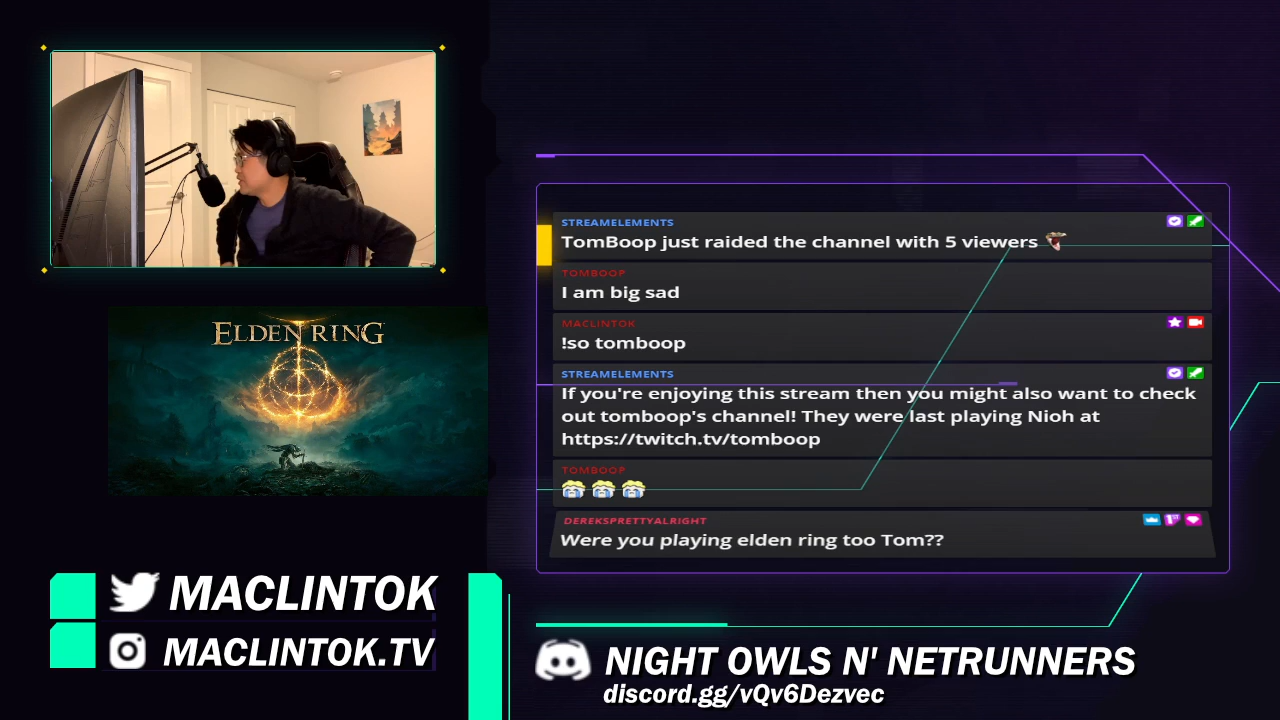 ELDEN RING
MACLINTOK
MACLINTOK.TV
STREAMELEMENTS
TomBoop just raided the channel with 5 viewers
TOMBOOP
I am big sad
MACLINTOK
!so tomboop
STREAMELEMENTS
If you're enjoying this stream then you might also want to check
out tomboop's channel! They were last playing Nioh at
https://twitch.tv/tomboop
TOMBOOP
DEREKSPRETTYALRIGHT
Were you playing elden ring too Tom??
NIGHT OWLS N' NETRUNNERS
discord.gg/vQv6Dezvec